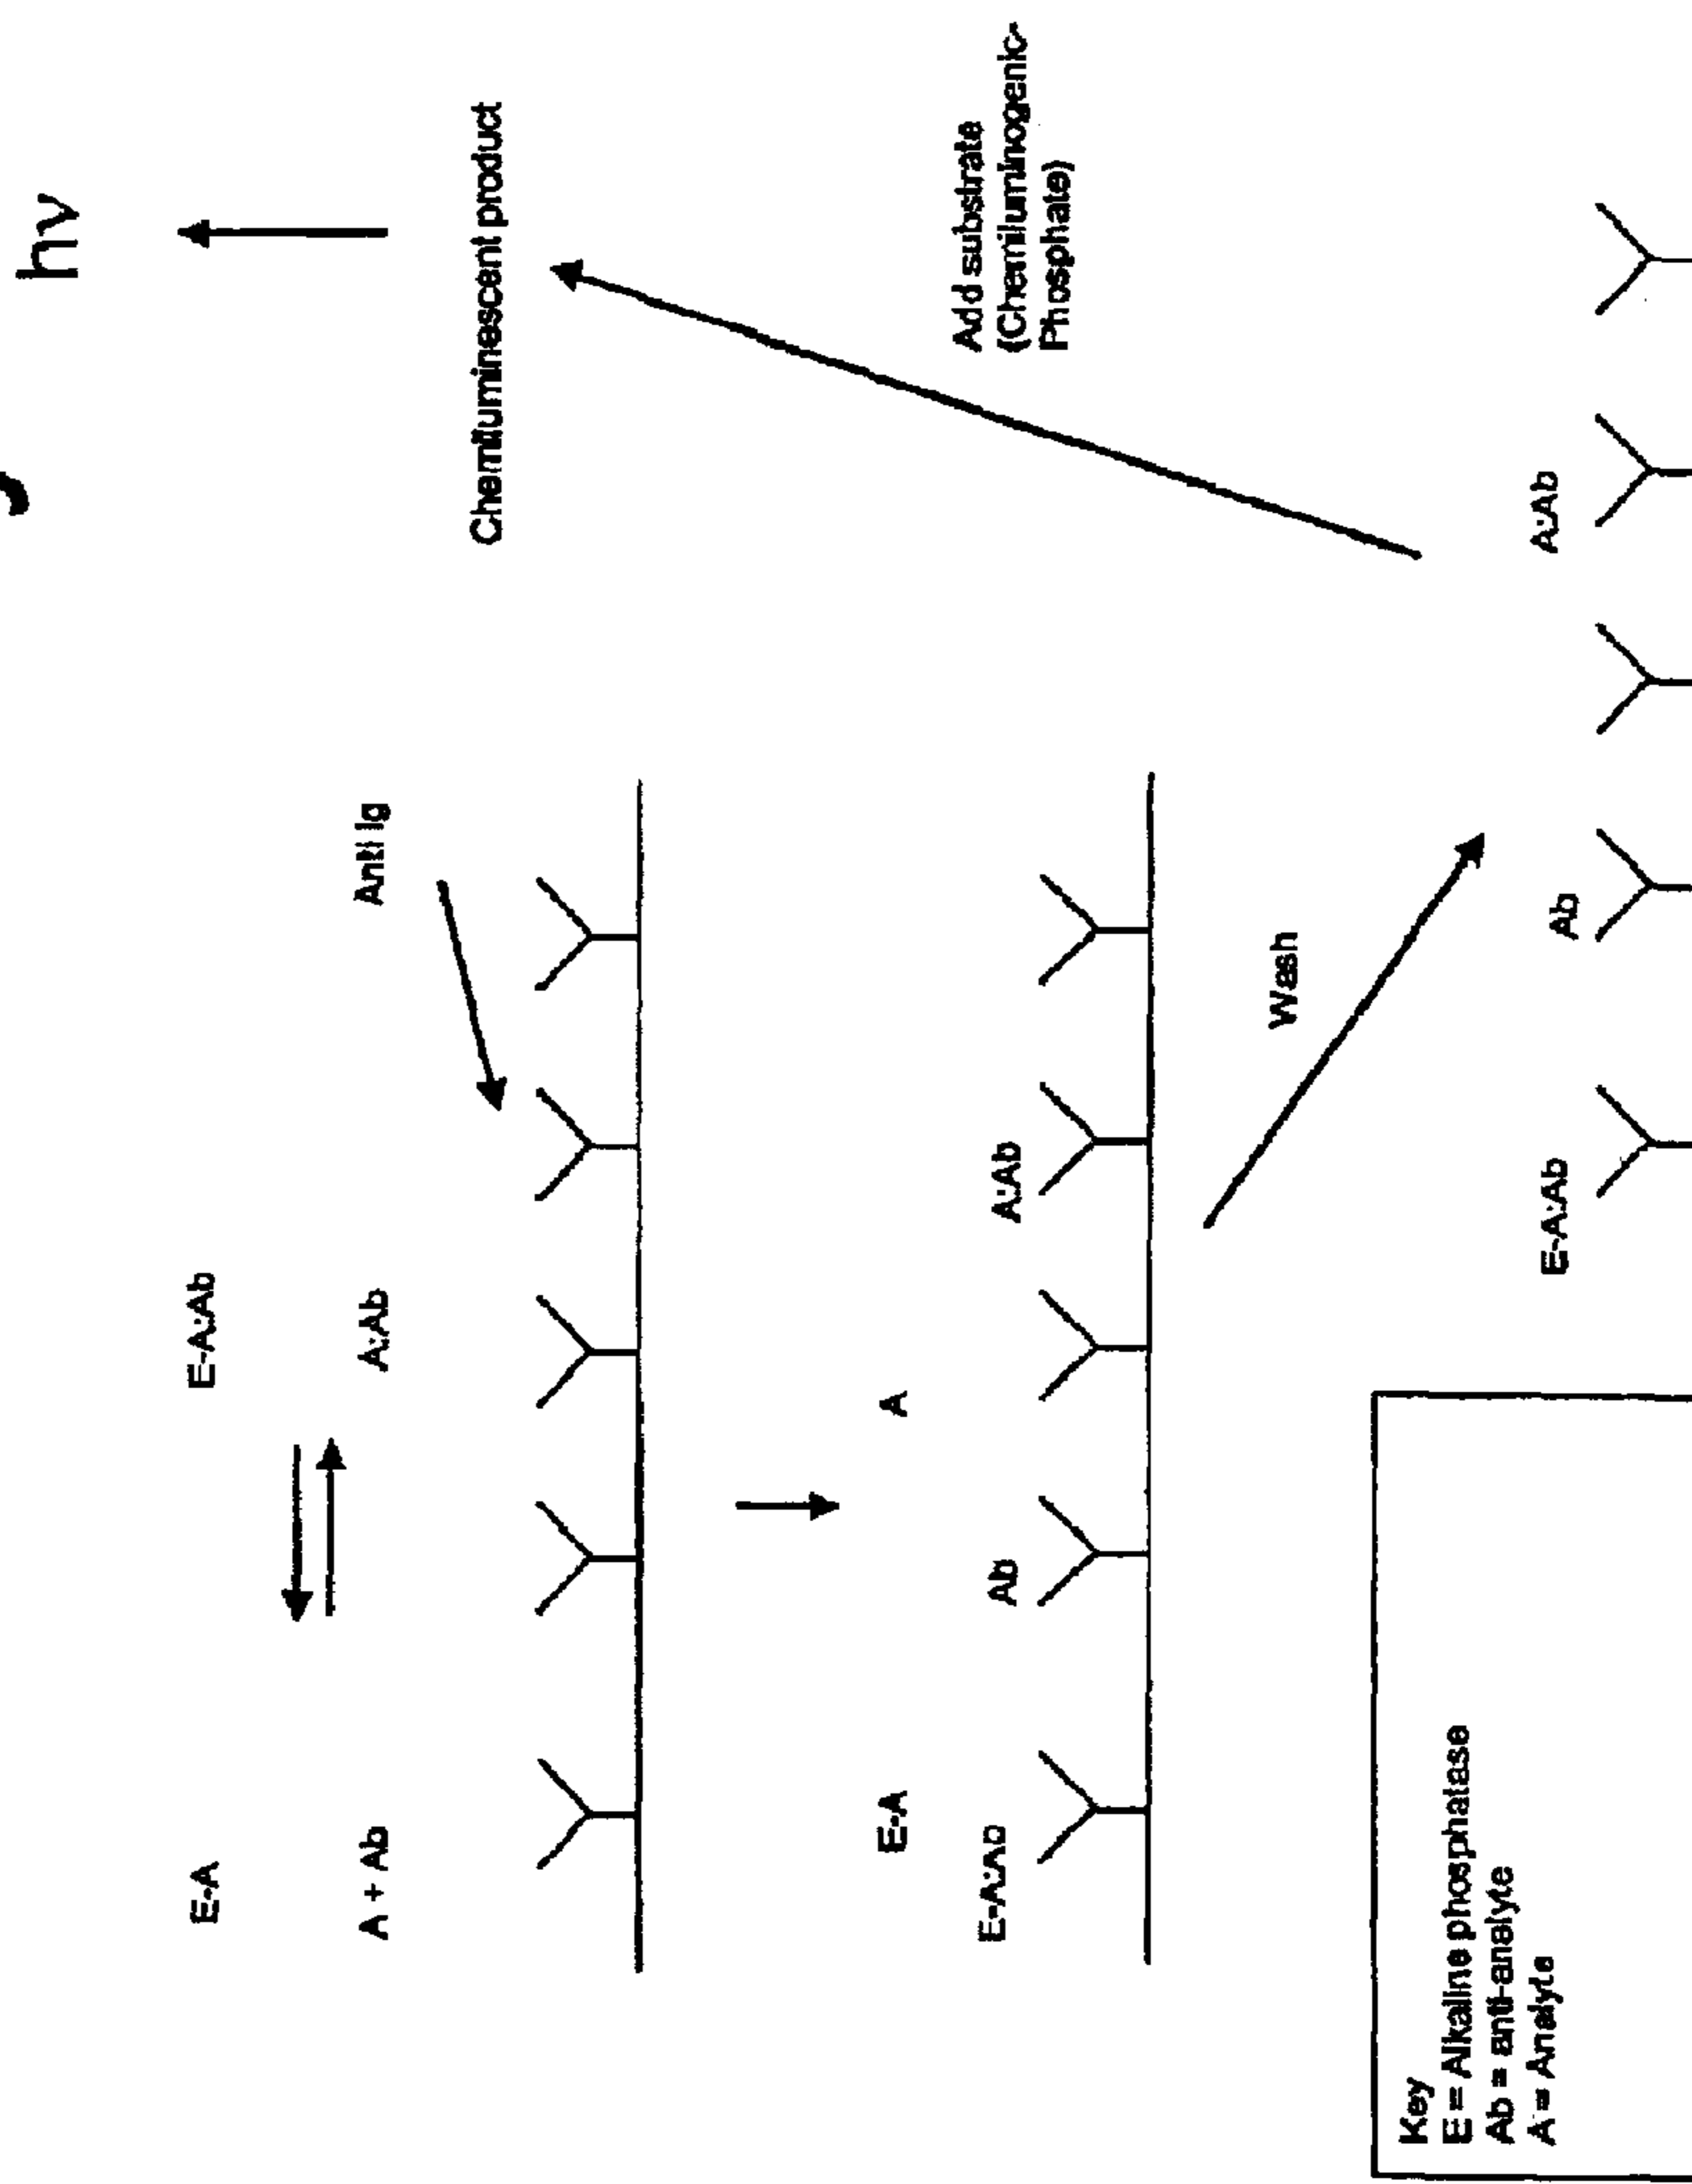 hν
E-A
E-A:Ab
A + Ab
A:Ab
Anti Ig
Chemiluminescent product
E-A
A
E-A:Ab
Ab
A:Ab
Add substrate
(Chemiluminogenic-
Phosphate)
Wash
Key
E = Alkaline phosphatase
Ab = anti-analyte
A = Analyte
E-A:Ab
Ab
A:Ab